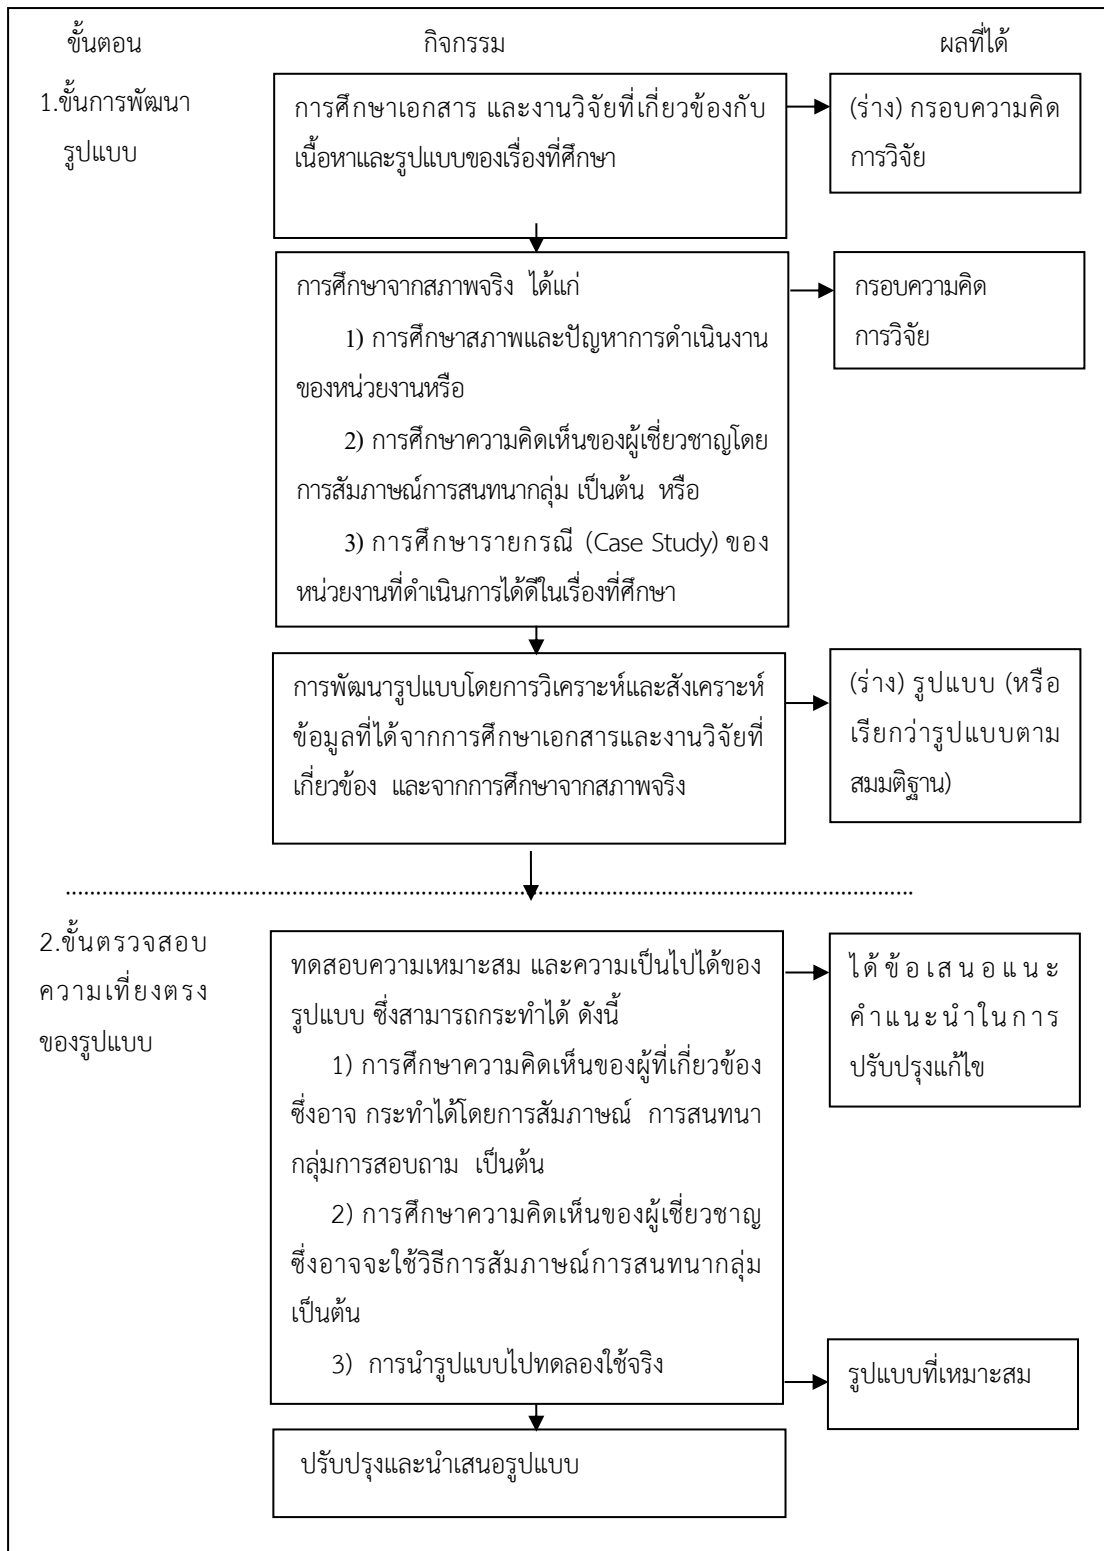 ขั้นตอน กิจกรรม ผลที่ได้
1.ขั้นการพัฒนา
รูปแบบ
การศึกษาเอกสาร และงานวิจัยที่เกี่ยวข้องกับ
เนื้อหาและรูปแบบของเรื่องที่ศึกษา
(ร่าง) กรอบความคิด
การวิจัย
การศึกษาจากสภาพจริง ได้แก่
1) การศึกษาสภาพและปัญหาการดำเนินงาน
ของหน่วยงานหรือ
2) การศึกษาความคิดเห็นของผู้เชี่ยวชาญโดย
การสัมภาษณ์การสนทนากลุ่ม เป็นต้น หรือ
3) การศึกษารายกรณี (Case Study) ของ
หน่วยงานที่ดำเนินการได้ดีในเรื่องที่ศึกษา
กรอบความคิด
การวิจัย
การพัฒนารูปแบบโดยการวิเคราะห์และสังเคราะห์
ข้อมูลที่ได้จากการศึกษาเอกสารและงานวิจัยที่
เกี่ยวข้อง และจากการศึกษาจากสภาพจริง
(ร่าง) รูปแบบ (หรือ
เรียกว่ารูปแบบตาม
สมมติฐาน)
2.ขั้นตรวจสอบ
ความเที่ยงตรง
ของรูปแบบ
ทดสอบความเหมาะสม และความเป็นไปได้ของ
รูปแบบ ซึ่งสามารถกระทำได้ ดังนี้
1) การศึกษาความคิดเห็นของผู้ที่เกี่ยวข้อง
ซึ่งอาจ กระทำได้โดยการสัมภาษณ์ การสนทนา
กลุ่มการสอบถาม เป็นต้น
2) การศึกษาความคิดเห็นของผู้เชี่ยวชาญ
ซึ่งอาจจะใช้วิธีการสัมภาษณ์การสนทนากลุ่ม
เป็นต้น
3) การนำรูปแบบไปทดลองใช้จริง
ได้ข้อเสนอแนะ
คำแนะนำในการ
ปรับปรุงแก้ไข
รูปแบบที่เหมาะสม
ปรับปรุงและนำเสนอรูปแบบ